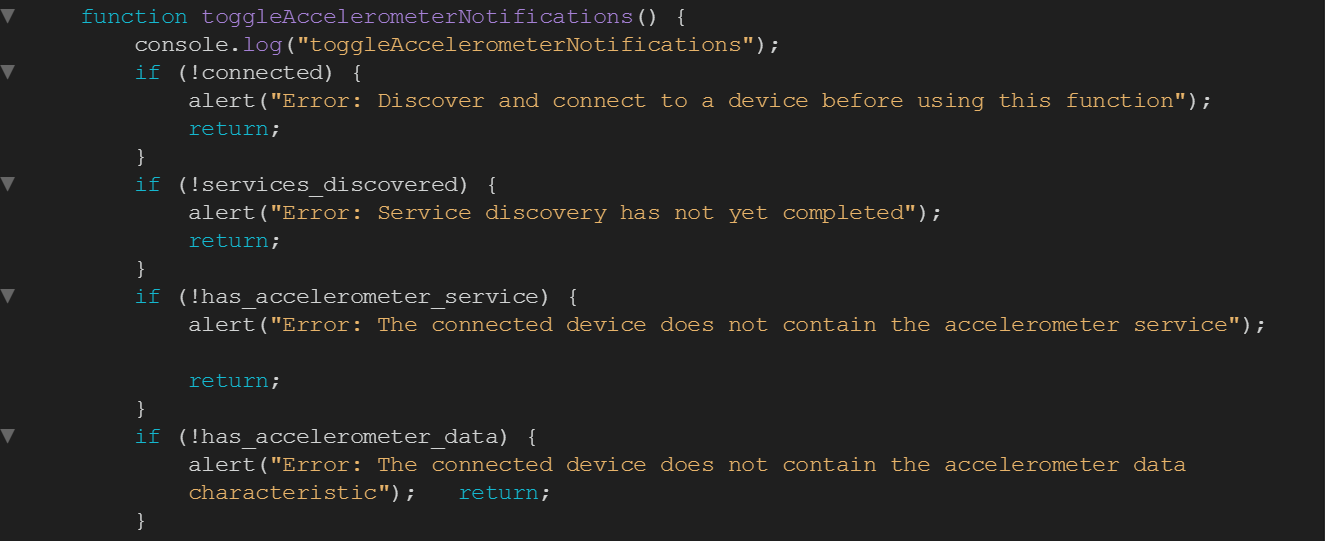 function toggleAccelerometerNotifications() {
console.log("toggleAccelerometerNotifications");
if (!connected) {
alert("Error: Discover and connect to a device before using this function");
return;
}
if (!services_discovered) {
alert("Error: Service discovery has not yet completed");
return;
}
if (!has_accelerometer_service) {
alert("Error: The connected device does not contain the accelerometer service");
return;
}
if (!has_accelerometer_data) {
alert("Error: The connected device does not contain the accelerometer data
characteristic");   return;
}